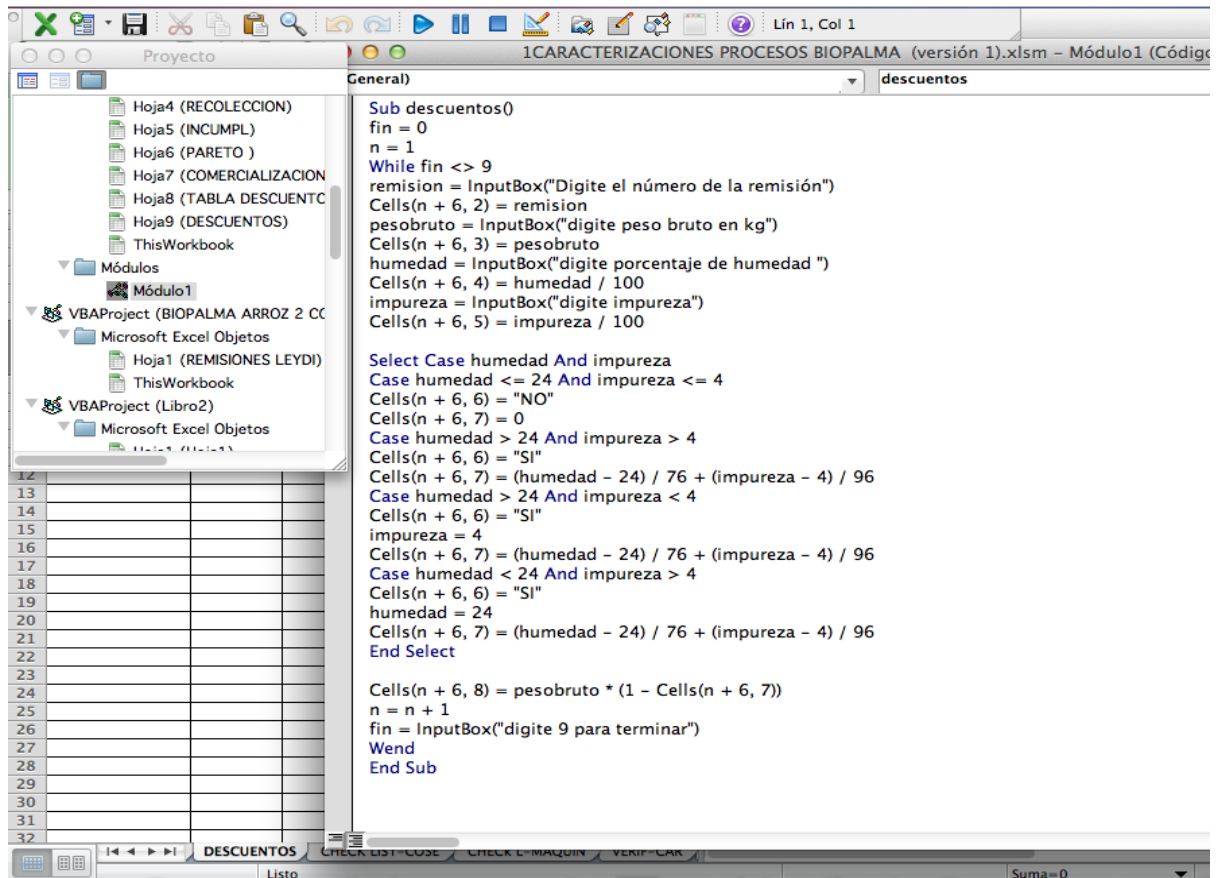 Lín 1, Col 1
Proyecto
1CARACTERIZACIONES PROCESOS BIOPALMA (versión 1).xlsm – Módulo1 (Códig
General)
descuentos
Hoja4 (RECOLECCION)
Hoja5 (INCUMPL)
Hoja6 (PARETO )
Hoja7 (COMERCIALIZACION
Hoja8 (TABLA DESCUENTO
Hoja9 (DESCUENTOS)
ThisWorkbook
Módulos
Módulo1
VBAProject (BIOPALMA ARROZ 2 CO
Microsoft Excel Objetos
Hoja1 (REMISIONES LEYDI)
ThisWorkbook
VBAProject (Libro2)
Microsoft Excel Objetos
Hoja1 (Hoja1)
Sub descuentos()
fin = 0
n = 1
While fin <> 9
remision = InputBox("Digite el número de la remisión")
Cells(n + 6, 2) = remision
pesobruto = InputBox("digite peso bruto en kg")
Cells(n + 6, 3) = pesobruto
humedad = InputBox("digite porcentaje de humedad ")
Cells(n + 6, 4) = humedad / 100
impureza = InputBox("digite impureza")
Cells(n + 6, 5) = impureza / 100
Select Case humedad And impureza
Case humedad <= 24 And impureza <= 4
Cells(n + 6, 6) = "NO"
Cells(n + 6, 7) = 0
Case humedad > 24 And impureza > 4
Cells(n + 6, 6) = "SI"
Cells(n + 6, 7) = (humedad – 24) / 76 + (impureza – 4) / 96
Case humedad > 24 And impureza < 4
Cells(n + 6, 6) = "SI"
impureza = 4
Cells(n + 6, 7) = (humedad – 24) / 76 + (impureza – 4) / 96
Case humedad < 24 And impureza > 4
Cells(n + 6, 6) = "SI"
humedad = 24
Cells(n + 6, 7) = (humedad – 24) / 76 + (impureza – 4) / 96
End Select
Cells(n + 6, 8) = pesobruto * (1 – Cells(n + 6, 7))
n = n + 1
fin = InputBox("digite 9 para terminar")
Wend
End Sub
12
13
14
15
16
17
18
19
20
21
22
23
24
25
26
27
28
29
30
31
32
DESCUENTOS
CHECK LIST-COSE
CHECK L-MAQUIN
VERIF-CAR
Listo
Suma=0